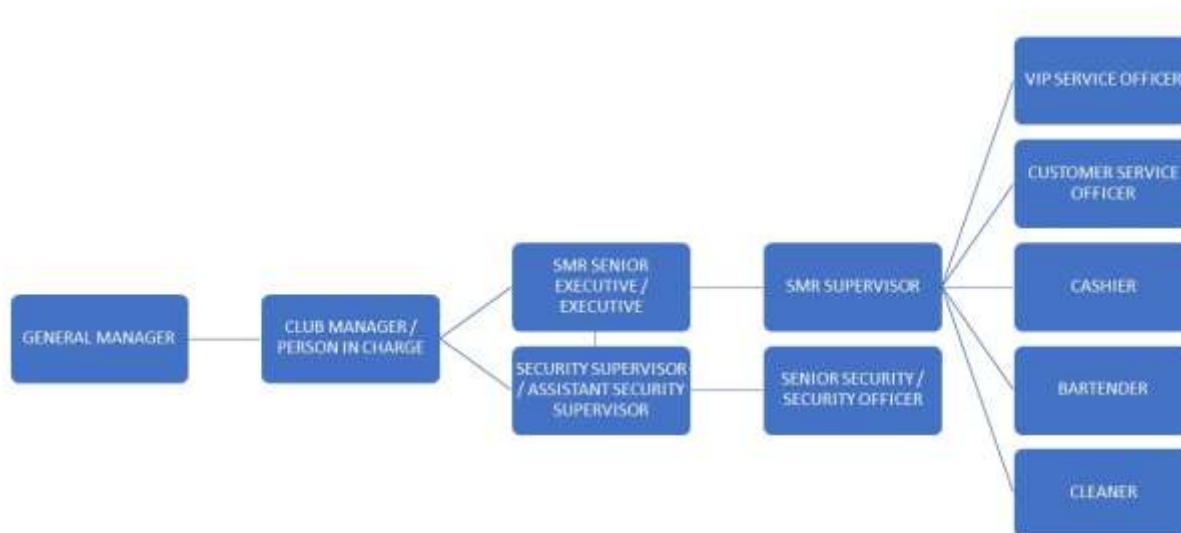 VIP SERVICE OFFICER
CUSTOMER SERVICE
OFFICER
SMR SENIOR
EXECUTIVE /
EXECUTIVE
SMR SUPERVISOR
CASHIER
GENERAL MANAGER
CLUB MANAGER /
PERSON IN CHARGE
SECURITY SUPERVISOR
/ ASSISTANT SECURITY
SUPERVISOR
SENIOR SECURITY /
SECURITY OFFICER
BARTENDER
CLEANER